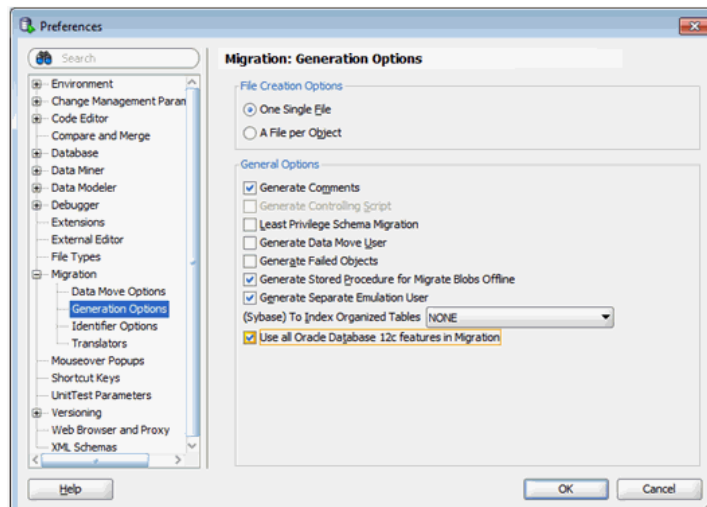 Preferences
Search
Environment
Change Management Param
Code Editor
Compare and Merge
Database
Data Miner
Data Modeler
Debugger
Extensions
External Editor
File Types
Migration
Data Move Options
Generation Options
Identifier Options
Translators
Mouseover Popups
Shortcut Keys
UnitTest Parameters
Versioning
Web Browser and Proxy
XML Schemas
Migration: Generation Options
File Creation Options
One Single File
A File per Object
General Options
Generate Comments
Generate Controlling Script
Least Privilege Schema Migration
Generate Data Move User
Generate Failed Objects
Generate Stored Procedure for Migrate Blobs Offline
Generate Separate Emulation User
(Sybase) To Index Organized Tables NONE
Use all Oracle Database 12c features in Migration
Help
OK
Cancel